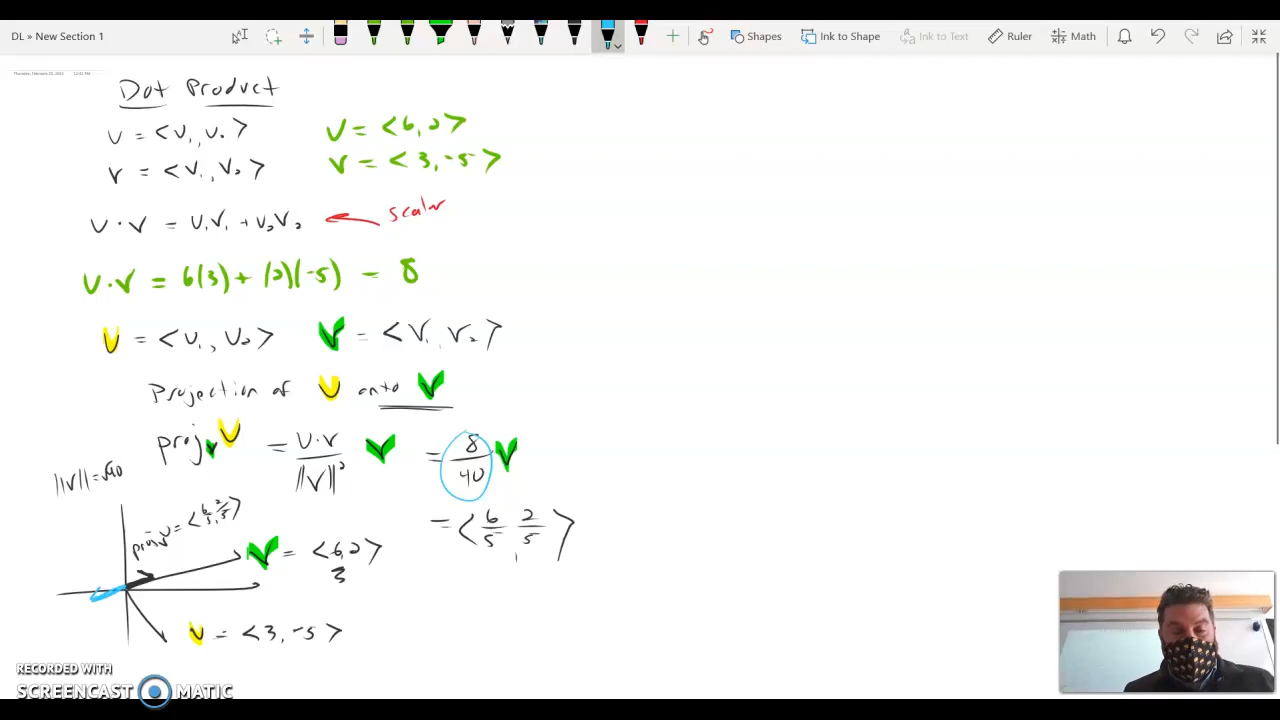 DL » New Section 1
Shapes
Ink to Shape
Ink to Text
Ruler
Math
Dot Product
U = <U₁, U₂>
V = <V₁, V₂>
U = <6, 2>
V = <3, -5>
U · V = U₁V₁ + U₂V₂
scalar
U · V = 6(3) + (2)(-5) = 8
U = <U₁, U₂> V = <V₁, V₂>
Projection of U onto V
proj_V U = U·V / ||V||² V = 8/40 V
||V|| = √40
= <6/5, 2/5>
proj_V U = <6/5, 2/5>
V = <6, 2>
3
U = <3, -5>
RECORDED WITH
SCREENCAST MATIC